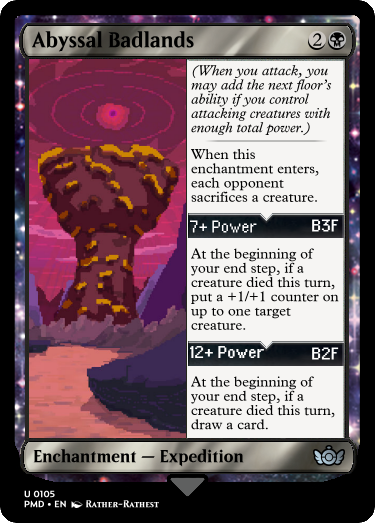 Abyssal Badlands 2
(When you attack, you
may add the next floor's
ability if you control
attacking creatures with
enough total power.)
When this
enchantment enters,
each opponent
sacrifices a creature.
7+ Power B3F
At the beginning of
your end step, if a
creature died this turn,
put a +1/+1 counter on
up to one target
creature.
12+ Power B2F
At the beginning of
your end step, if a
creature died this turn,
draw a card.
Enchantment — Expedition
U 0105
PMD • EN Rather-Rathest